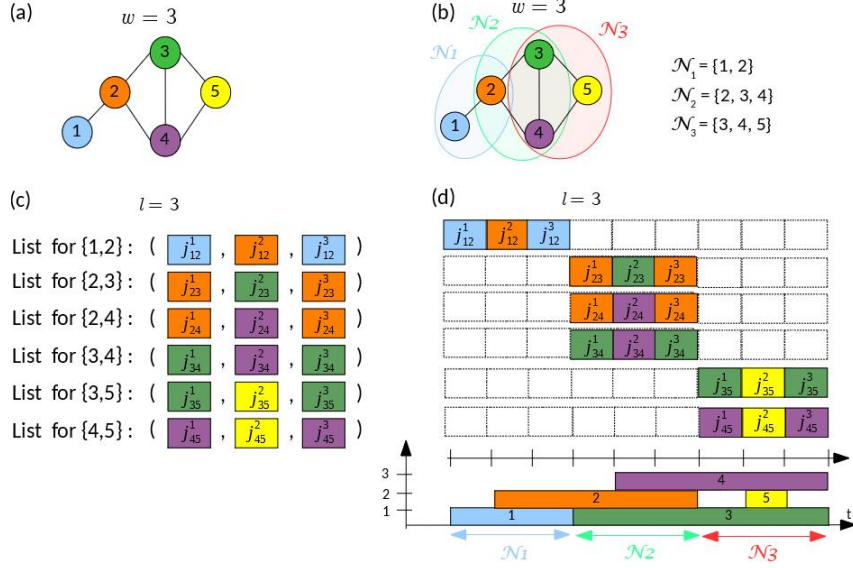 (a)
w = 3
1
2
3
4
5
(b)
w = 3
𝒩1
𝒩2
𝒩3
1
2
3
4
5
𝒩₁ = {1, 2}
𝒩₂ = {2, 3, 4}
𝒩₃ = {3, 4, 5}
(c)
l = 3
List for {1,2} : ( j¹₁₂ , j²₁₂ , j³₁₂ )
List for {2,3} : ( j¹₂₃ , j²₂₃ , j³₂₃ )
List for {2,4} : ( j¹₂₄ , j²₂₄ , j³₂₄ )
List for {3,4} : ( j¹₃₄ , j²₃₄ , j³₃₄ )
List for {3,5} : ( j¹₃₅ , j²₃₅ , j³₃₅ )
List for {4,5} : ( j¹₄₅ , j²₄₅ , j³₄₅ )
(d)
l = 3
j¹₁₂ j²₁₂ j³₁₂
j¹₂₃ j²₂₃ j³₂₃
j¹₂₄ j²₂₄ j³₂₄
j¹₃₄ j²₃₄ j³₃₄
j¹₃₅ j²₃₅ j³₃₅
j¹₄₅ j²₄₅ j³₄₅
3 4
2 2 5
1 1 3 t
𝒩1 𝒩2 𝒩3